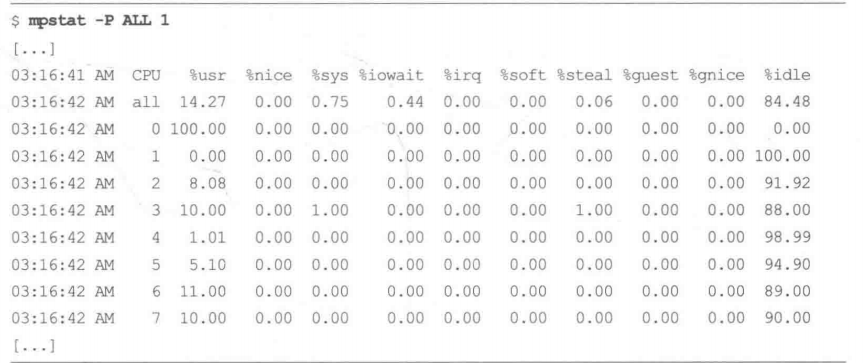 $ mpstat -P ALL 1
[...]
03:16:41 AM CPU %usr %nice %sys %iowait %irq %soft %steal %guest %gnice %idle
03:16:42 AM all 14.27 0.00 0.75 0.44 0.00 0.00 0.06 0.00 0.00 84.48
03:16:42 AM 0 100.00 0.00 0.00 0.00 0.00 0.00 0.00 0.00 0.00 0.00
03:16:42 AM 1 0.00 0.00 0.00 0.00 0.00 0.00 0.00 0.00 0.00 100.00
03:16:42 AM 2 8.08 0.00 0.00 0.00 0.00 0.00 0.00 0.00 0.00 91.92
03:16:42 AM 3 10.00 0.00 1.00 0.00 0.00 0.00 1.00 0.00 0.00 88.00
03:16:42 AM 4 1.01 0.00 0.00 0.00 0.00 0.00 0.00 0.00 0.00 98.99
03:16:42 AM 5 5.10 0.00 0.00 0.00 0.00 0.00 0.00 0.00 0.00 94.90
03:16:42 AM 6 11.00 0.00 0.00 0.00 0.00 0.00 0.00 0.00 0.00 89.00
03:16:42 AM 7 10.00 0.00 0.00 0.00 0.00 0.00 0.00 0.00 0.00 90.00
[...]